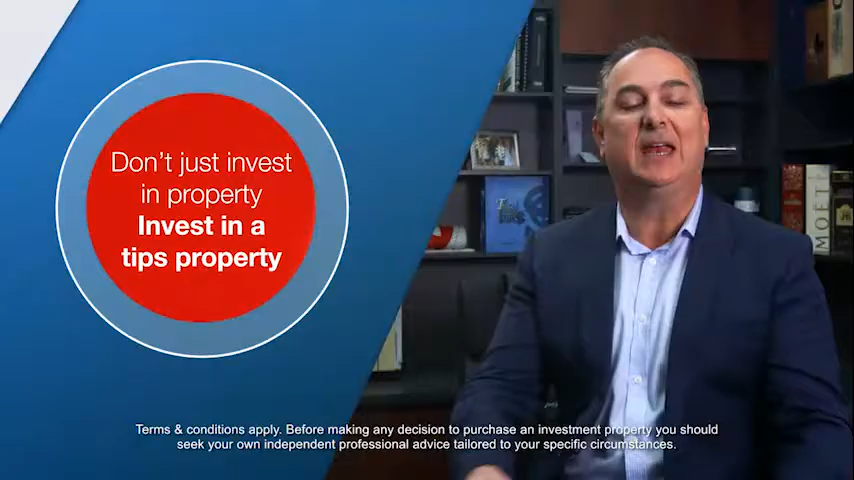 Don't just invest
in property
Invest in a
tips property
MOET
Terms & conditions apply. Before making any decision to purchase an investment property you should
seek your own independent professional advice tailored to your specific circumstances.